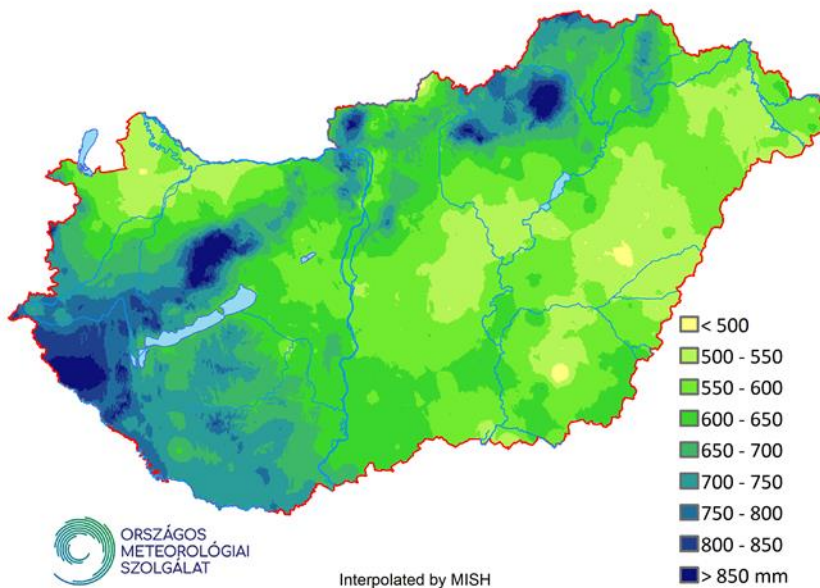 < 500
500 - 550
550 - 600
600 - 650
650 - 700
700 - 750
750 - 800
800 - 850
> 850 mm
ORSZÁGOS
METEOROLÓGIAI
SZOLGÁLAT
Interpolated by MISH